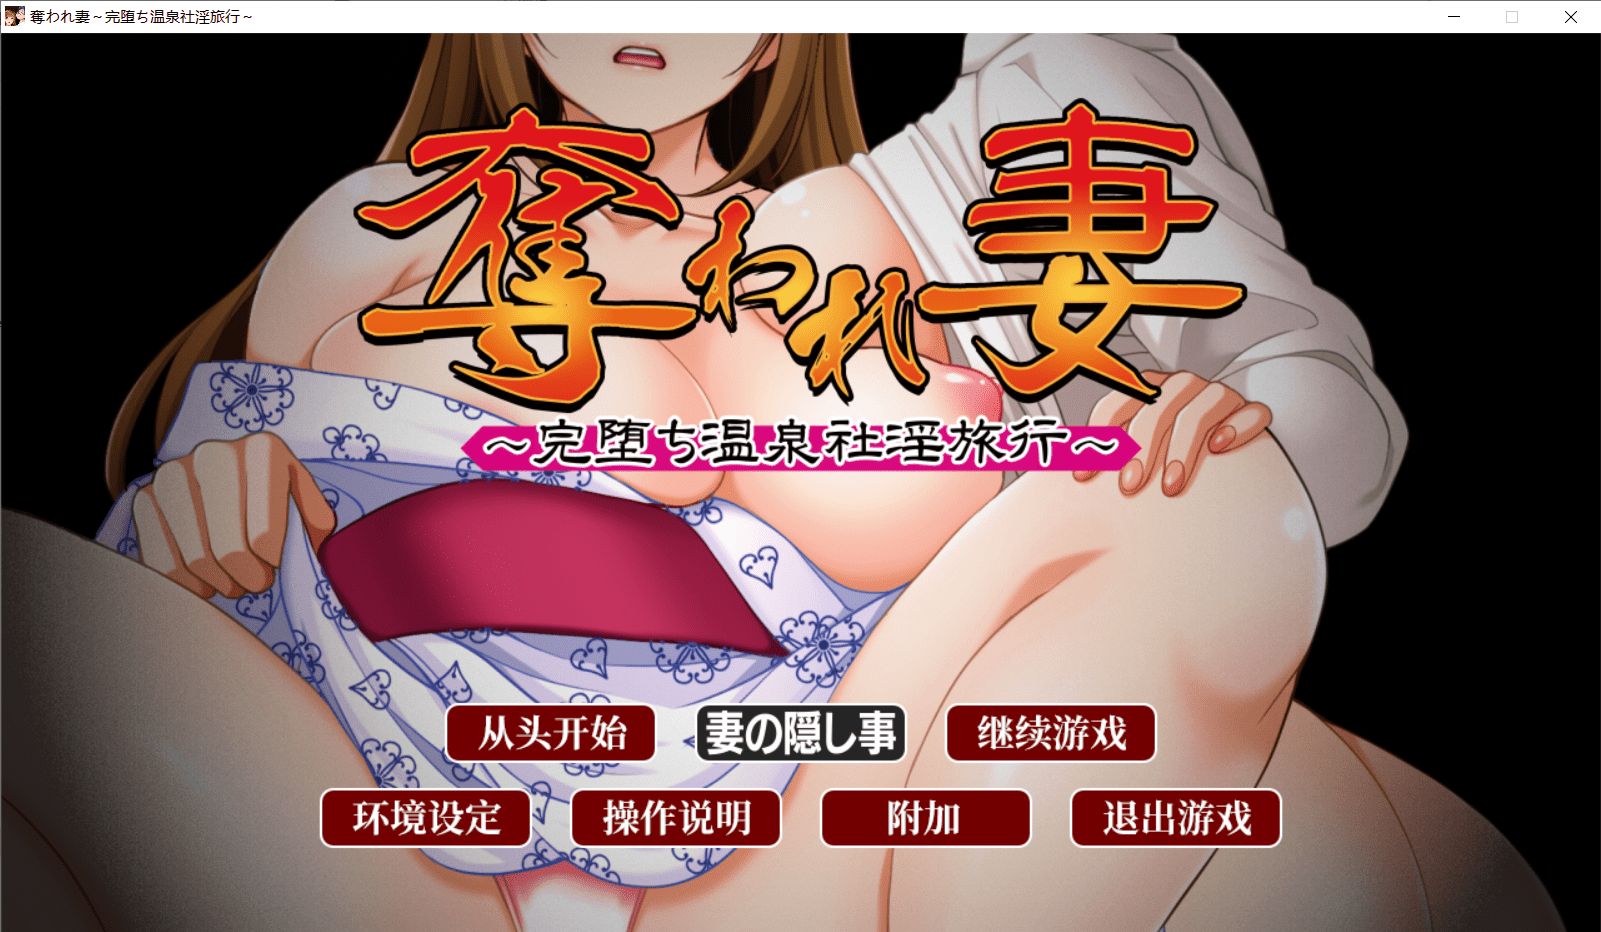 奪われ妻～完堕ち温泉社淫旅行～
奪われ妻
～完堕ち温泉社淫旅行～
从头开始
妻の隠し事
继续游戏
环境设定
操作说明
附加
退出游戏